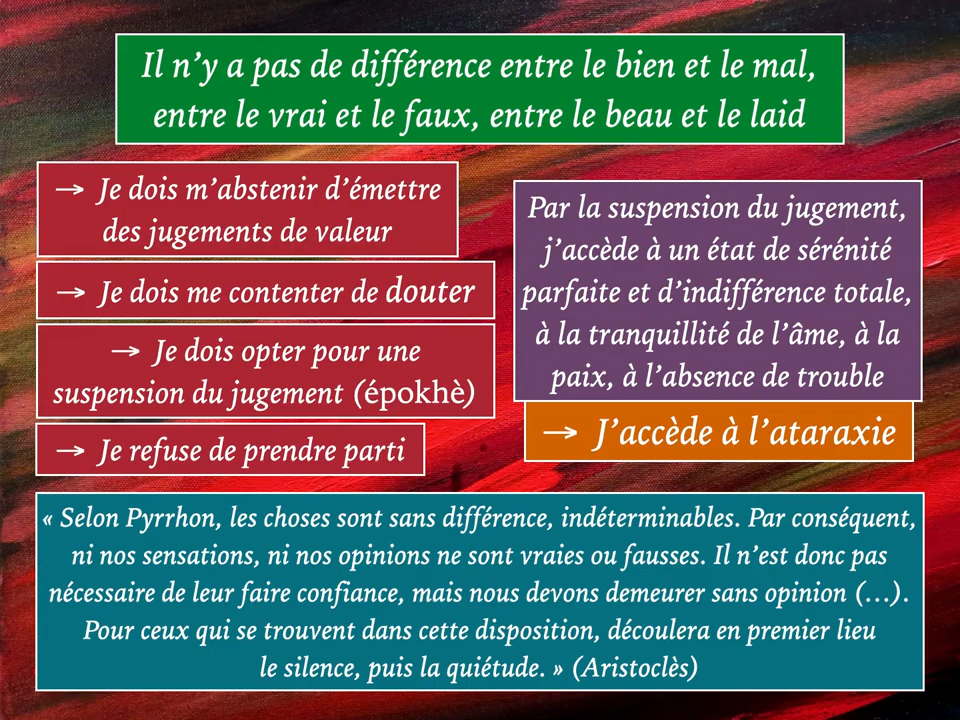 Il n’y a pas de différence entre le bien et le mal,
entre le vrai et le faux, entre le beau et le laid
→ Je dois m’abstenir d’émettre
des jugements de valeur
→ Je dois me contenter de douter
→ Je dois opter pour une
suspension du jugement (épokhè)
→ Je refuse de prendre parti
Par la suspension du jugement,
j’accède à un état de sérénité
parfaite et d’indifférence totale,
à la tranquillité de l’âme, à la
paix, à l’absence de trouble
→ J’accède à l’ataraxie
« Selon Pyrrhon, les choses sont sans différence, indéterminables. Par conséquent,
ni nos sensations, ni nos opinions ne sont vraies ou fausses. Il n’est donc pas
nécessaire de leur faire confiance, mais nous devons demeurer sans opinion (…).
Pour ceux qui se trouvent dans cette disposition, découlera en premier lieu
le silence, puis la quiétude. » (Aristoclès)